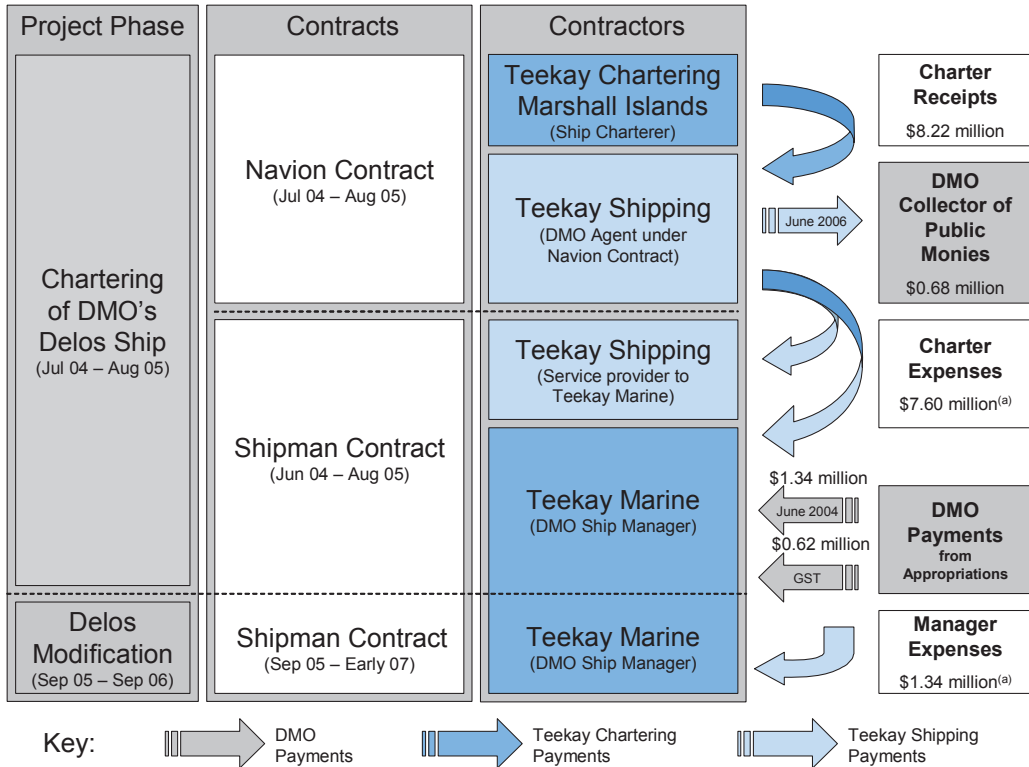 Project Phase
Contracts
Contractors
Chartering
of DMO's
Delos Ship
(Jul 04 – Aug 05)
Delos
Modification
(Sep 05 – Sep 06)
Navion Contract
(Jul 04 – Aug 05)
Shipman Contract
(Jun 04 – Aug 05)
Shipman Contract
(Sep 05 – Early 07)
Teekay Chartering
Marshall Islands
(Ship Charterer)
Teekay Shipping
(DMO Agent under
Navion Contract)
Teekay Shipping
(Service provider to
Teekay Marine)
Teekay Marine
(DMO Ship Manager)
Teekay Marine
(DMO Ship Manager)
June 2006
$1.34 million
June 2004
$0.62 million
GST
Charter
Receipts
$8.22 million
DMO
Collector of
Public
Monies
$0.68 million
Charter
Expenses
$7.60 million(a)
DMO
Payments
from
Appropriations
Manager
Expenses
$1.34 million(a)
Key:
DMO
Payments
Teekay Chartering
Payments
Teekay Shipping
Payments